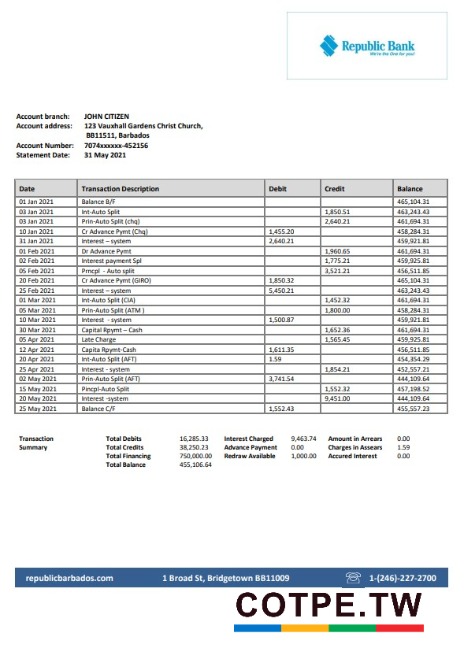 Republic Bank
We're the One for you!
Account branch: JOHN CITIZEN
Account address: 123 Vauxhall Gardens Christ Church,
BB11511, Barbados
Account Number: 7074xxxxxx-452156
Statement Date: 31 May 2021
Date Transaction Description Debit Credit Balance
01 Jan 2021 Balance B/F 465,104.31
03 Jan 2021 Int-Auto Split 1,850.51 463,243.43
03 Jan 2021 Prin-Auto Split (chq) 2,640.21 461,694.31
10 Jan 2021 Cr Advance Pymt (Chq) 1,455.20 458,284.31
31 Jan 2021 Interest – system 2,640.21 459,921.81
01 Feb 2021 Dr Advance Pymt 1,960.65 461,694.31
02 Feb 2021 Interest payment Spl 1,775.21 459,925.81
05 Feb 2021 Prncpl - Auto split 3,521.21 456,511.85
20 Feb 2021 Cr Advance Pymt (GIRO) 1,850.32 461,694.31
25 Feb 2021 Interest – system 5,450.21 463,243.43
01 Mar 2021 Int-Auto Split (CIA) 1,452.32 461,694.31
05 Mar 2021 Prin-Auto Split (ATM ) 1,800.00 458,284.31
10 Mar 2021 Interest - system 1,500.87 459,921.81
30 Mar 2021 Capital Rpymt – Cash 1,652.36 461,694.31
05 Apr 2021 Late Charge 1,565.45 459,925.81
12 Apr 2021 Capita Rpymt-Cash 1,611.35 456,511.85
20 Apr 2021 Int-Auto Split (AFT) 1.59 454,354.29
25 Apr 2021 Interest - system 1,854.21 452,557.21
02 May 2021 Prin-Auto Split (AFT) 3,741.54 444,109.64
15 May 2021 Pincpl-Auto Split 1,552.32 457,198.52
20 May 2021 Interest -system 9,451.00 444,109.64
25 May 2021 Balance C/F 1,552.43 455,557.23
Transaction Total Debits 16,285.33 Interest Charged 9,463.74 Amount in Arrears 0.00
Summary Total Credits 38,250.23 Advance Payment 0.00 Charges in Assears 1.59
Total Financing 750,000.00 Redraw Available 1,000.00 Accured Interest 0.00
Total Balance 455,106.64
republicbarbados.com 1 Broad St, Bridgetown BB11009 1-(246)-227-2700
COTPE.TW